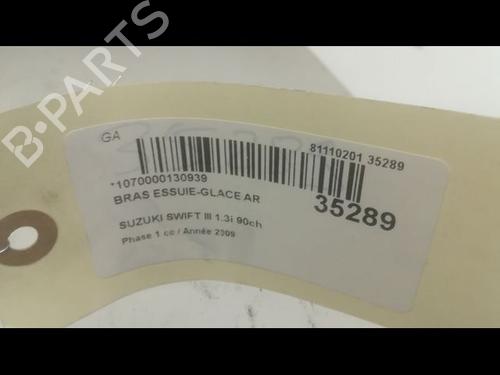 B-PARTS
GA
81110201 35289
*1070000130939
BRAS ESSUIE-GLACE AR
35289
SUZUKI SWIFT III 1.3i 90ch
Phase 1 cc / Année 2009